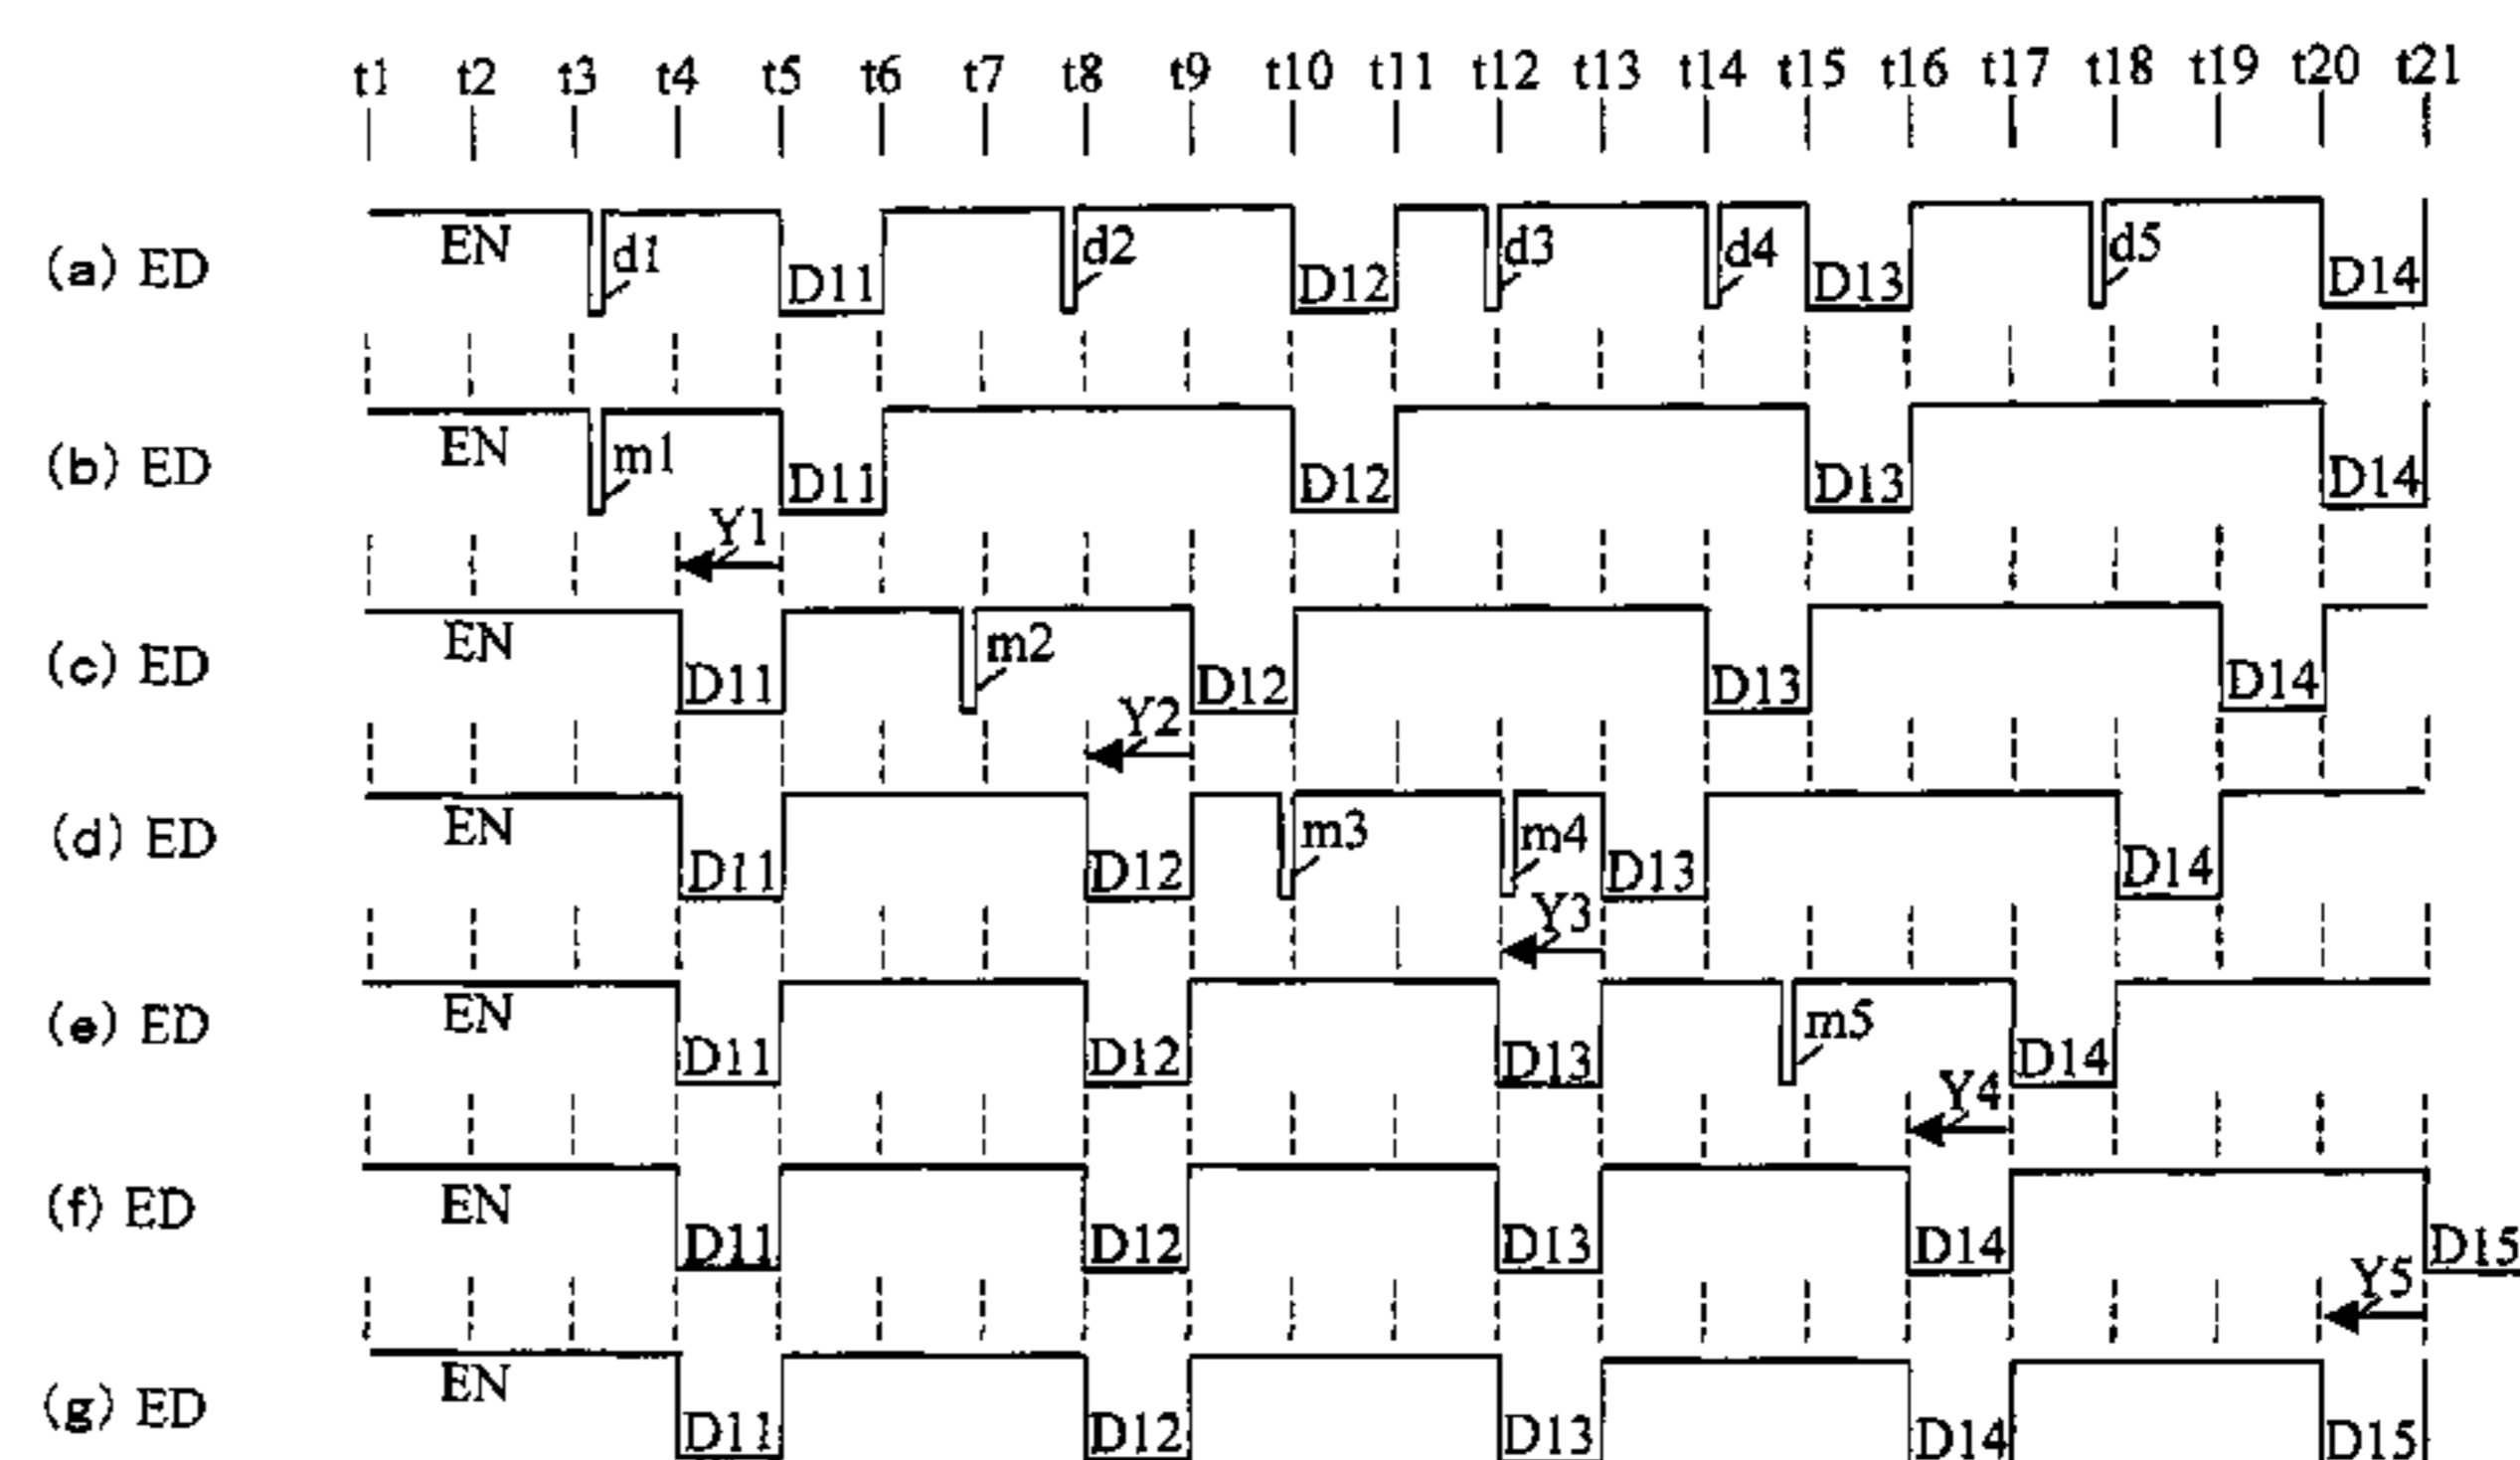 t1 t2 t3 t4 t5 t6 t7 t8 t9 t10 t11 t12 t13 t14 t15 t16 t17 t18 t19 t20 t21
(a) ED EN d1 D11 d2 D12 d3 d4 D13 d5 D14
(b) ED EN m1 D11 D12 D13 D14
Y1
(c) ED EN D11 m2 D12 D13 D14
Y2
(d) ED EN D11 D12 m3 m4 D13 D14
Y3
(e) ED EN D11 D12 D13 m5 D14
Y4
(f) ED EN D11 D12 D13 D14 D15
Y5
(g) ED EN D11 D12 D13 D14 D15